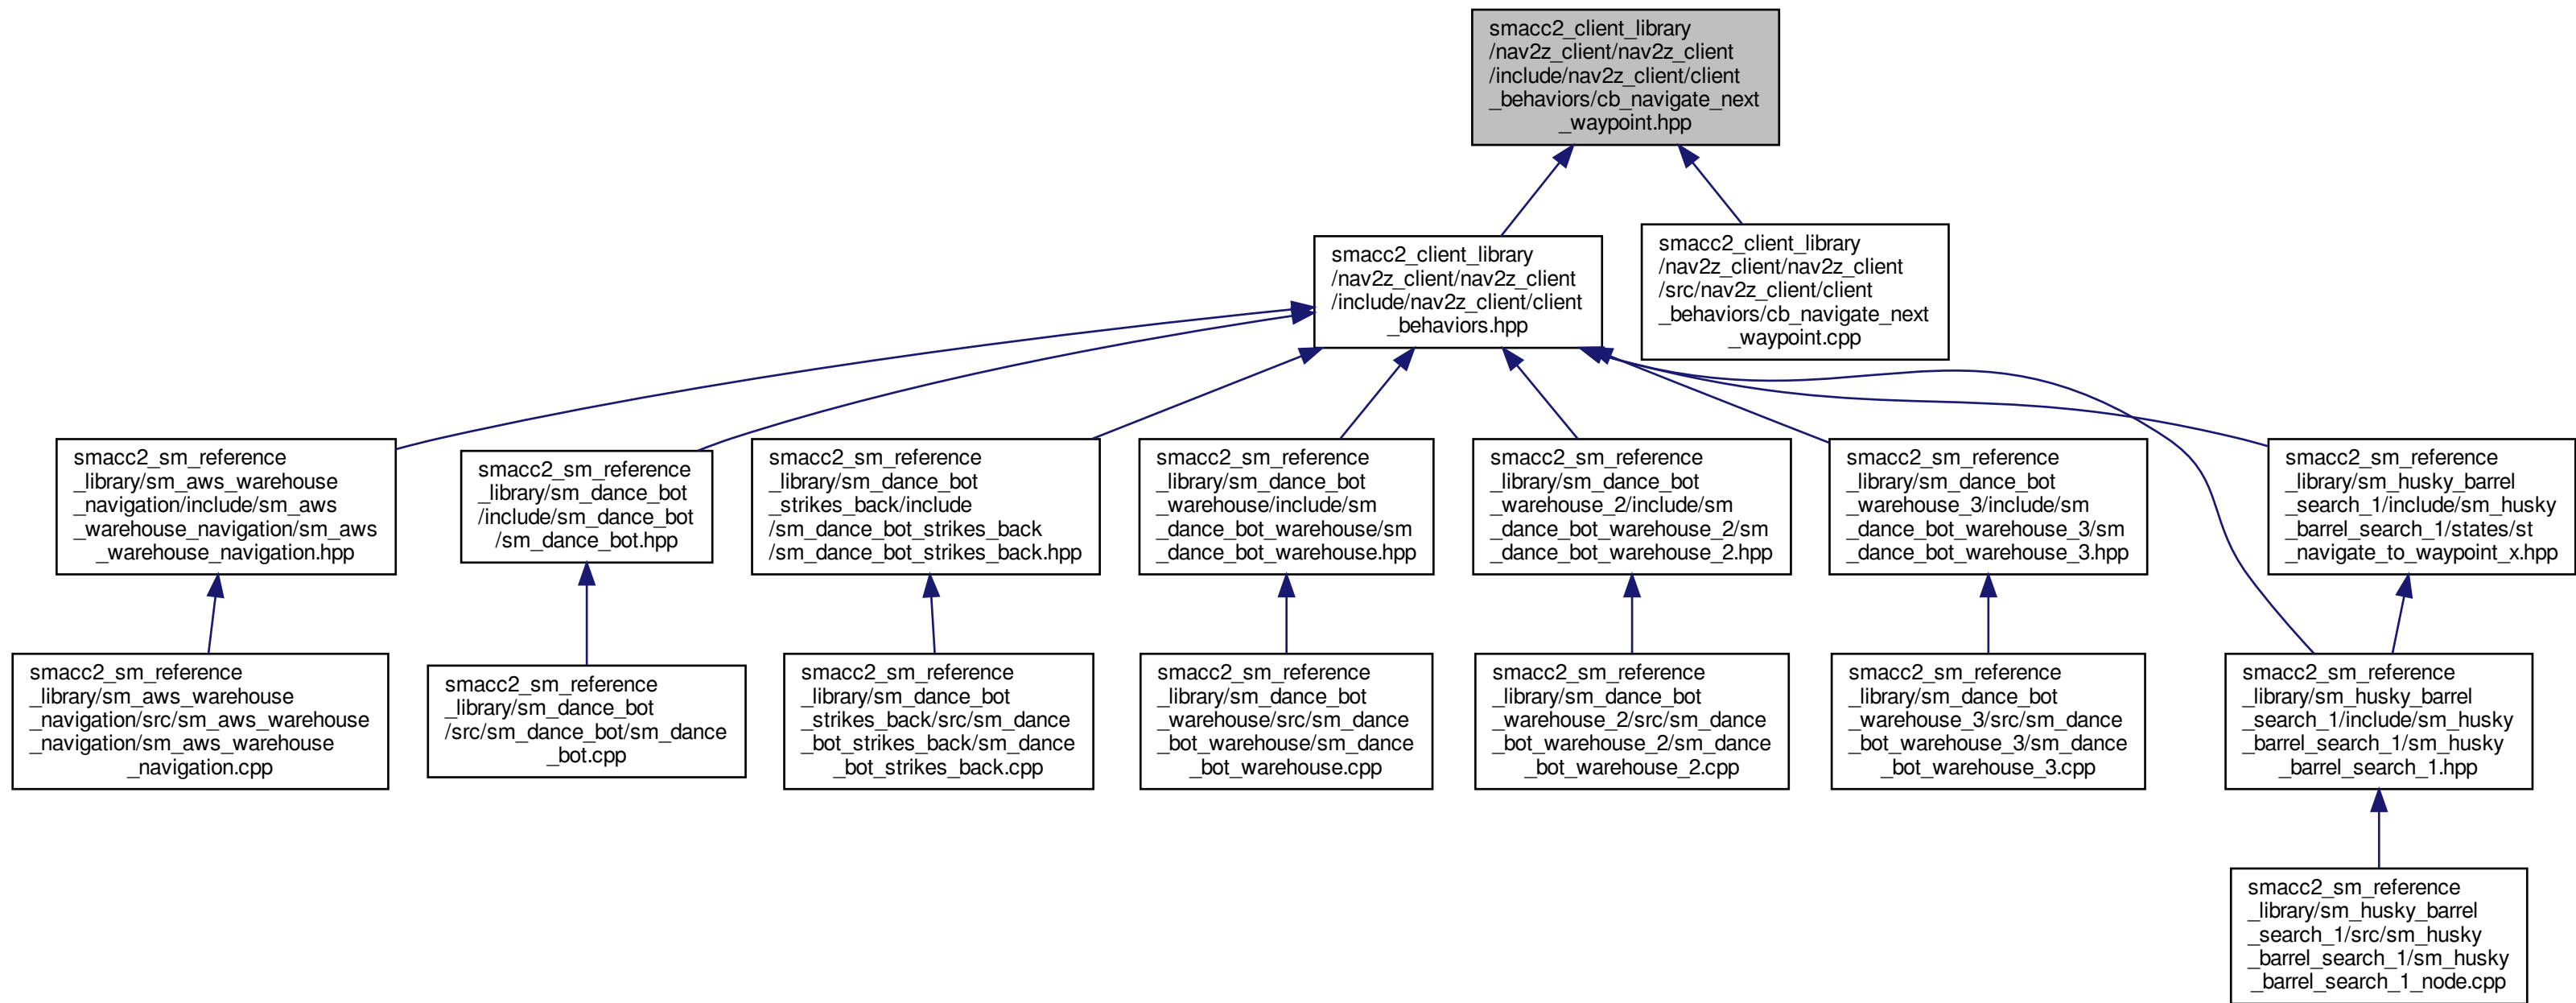 smacc2_client_library
/nav2z_client/nav2z_client
/include/nav2z_client/client
_behaviors/cb_navigate_next
_waypoint.hpp
smacc2_client_library
/nav2z_client/nav2z_client
/include/nav2z_client/client
_behaviors.hpp
smacc2_client_library
/nav2z_client/nav2z_client
/src/nav2z_client/client
_behaviors/cb_navigate_next
_waypoint.cpp
smacc2_sm_reference
_library/sm_aws_warehouse
_navigation/include/sm_aws
_warehouse_navigation/sm_aws
_warehouse_navigation.hpp
smacc2_sm_reference
_library/sm_dance_bot
/include/sm_dance_bot
/sm_dance_bot.hpp
smacc2_sm_reference
_library/sm_dance_bot
_strikes_back/include
/sm_dance_bot_strikes_back
/sm_dance_bot_strikes_back.hpp
smacc2_sm_reference
_library/sm_dance_bot
_warehouse/include/sm
_dance_bot_warehouse/sm
_dance_bot_warehouse.hpp
smacc2_sm_reference
_library/sm_dance_bot
_warehouse_2/include/sm
_dance_bot_warehouse_2/sm
_dance_bot_warehouse_2.hpp
smacc2_sm_reference
_library/sm_dance_bot
_warehouse_3/include/sm
_dance_bot_warehouse_3/sm
_dance_bot_warehouse_3.hpp
smacc2_sm_reference
_library/sm_husky_barrel
_search_1/include/sm_husky
_barrel_search_1/states/st
_navigate_to_waypoint_x.hpp
smacc2_sm_reference
_library/sm_aws_warehouse
_navigation/src/sm_aws_warehouse
_navigation/sm_aws_warehouse
_navigation.cpp
smacc2_sm_reference
_library/sm_dance_bot
/src/sm_dance_bot/sm_dance
_bot.cpp
smacc2_sm_reference
_library/sm_dance_bot
_strikes_back/src/sm_dance
_bot_strikes_back/sm_dance
_bot_strikes_back.cpp
smacc2_sm_reference
_library/sm_dance_bot
_warehouse/src/sm_dance
_bot_warehouse/sm_dance
_bot_warehouse.cpp
smacc2_sm_reference
_library/sm_dance_bot
_warehouse_2/src/sm_dance
_bot_warehouse_2/sm_dance
_bot_warehouse_2.cpp
smacc2_sm_reference
_library/sm_dance_bot
_warehouse_3/src/sm_dance
_bot_warehouse_3/sm_dance
_bot_warehouse_3.cpp
smacc2_sm_reference
_library/sm_husky_barrel
_search_1/include/sm_husky
_barrel_search_1/sm_husky
_barrel_search_1.hpp
smacc2_sm_reference
_library/sm_husky_barrel
_search_1/src/sm_husky
_barrel_search_1/sm_husky
_barrel_search_1_node.cpp